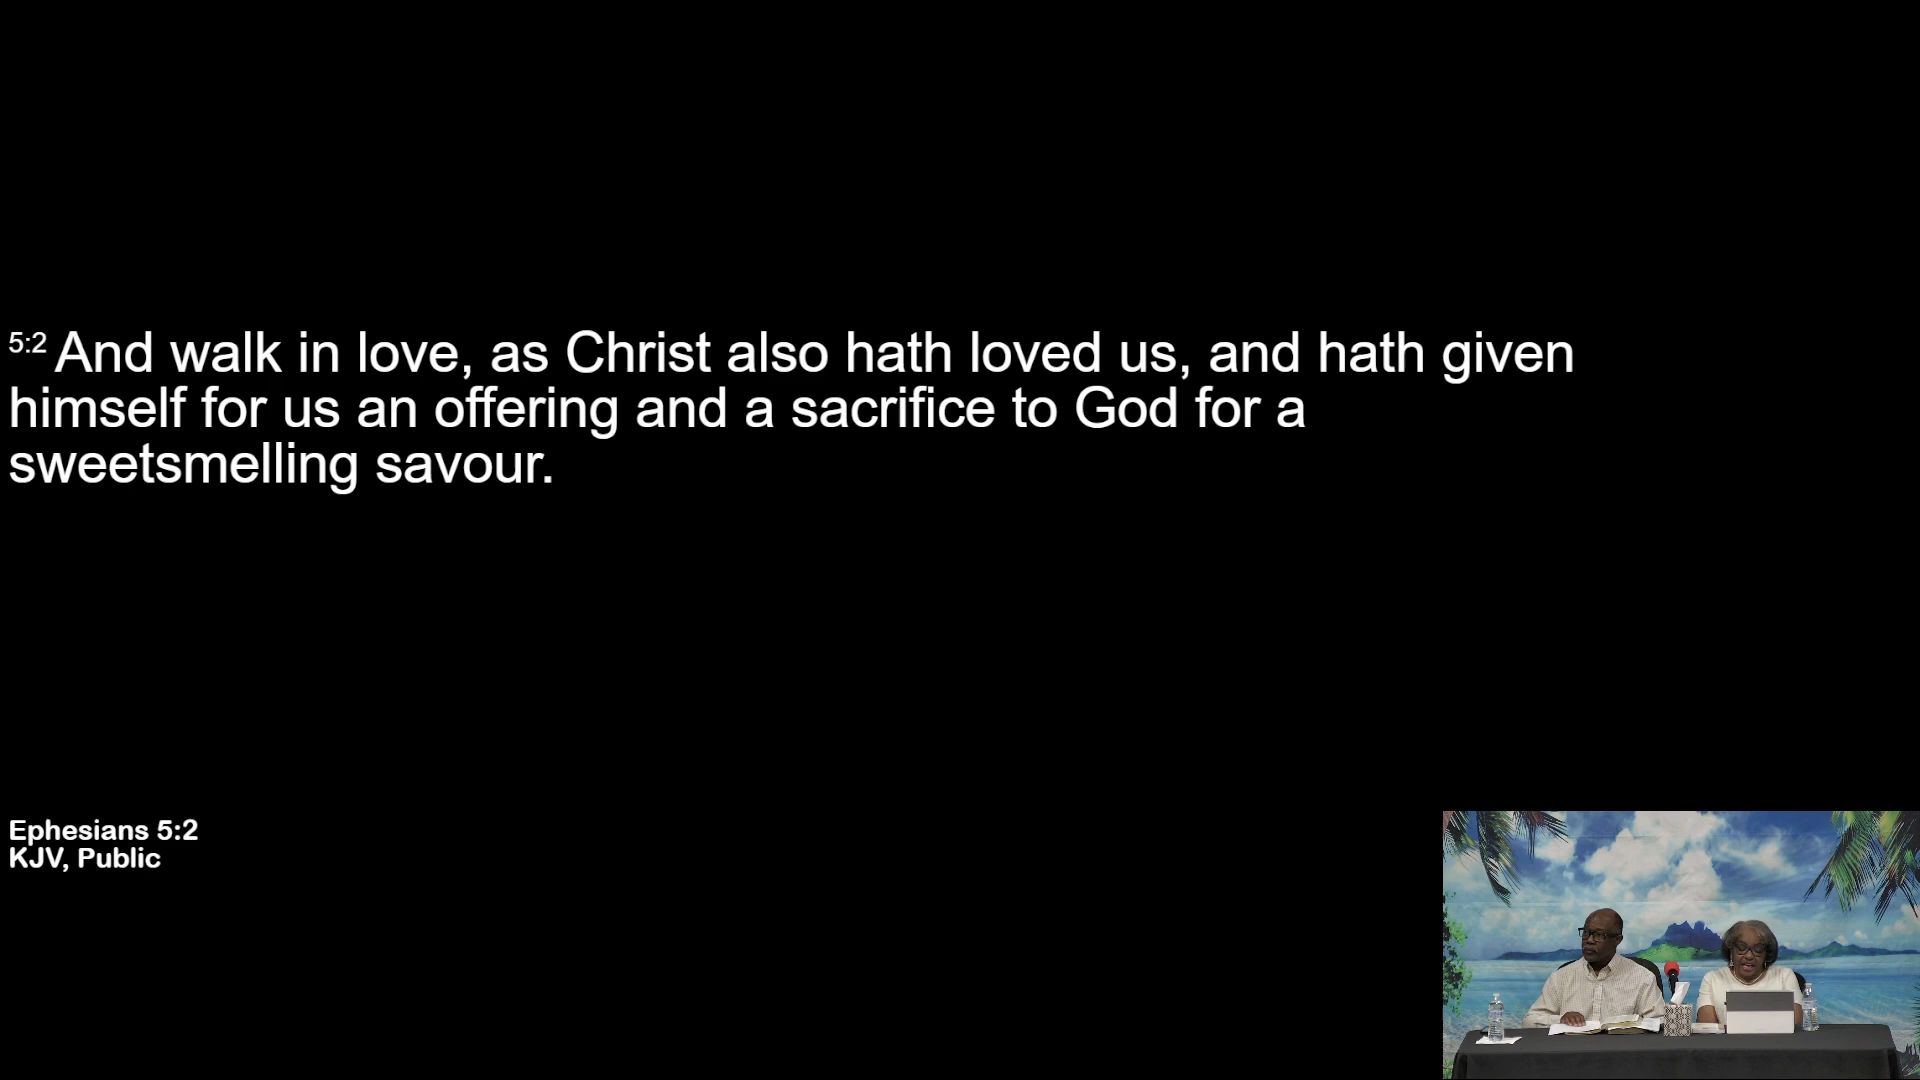 5:2 And walk in love, as Christ also hath loved us, and hath given
himself for us an offering and a sacrifice to God for a
sweetsmelling savour.
Ephesians 5:2
KJV, Public